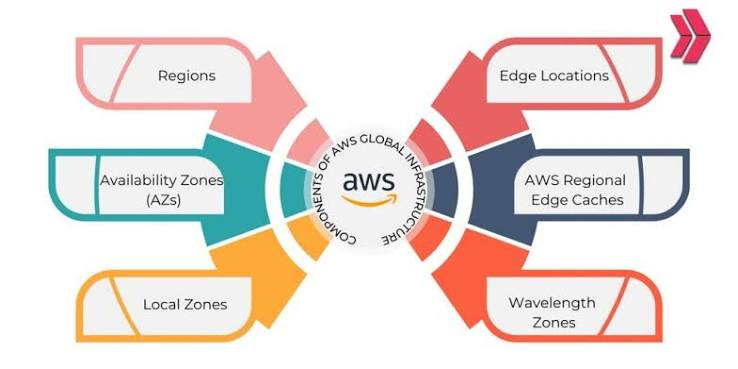 Regions
Edge Locations
Availability Zones
(AZs)
COMPONENTS OF AWS GLOBAL INFRASTRUCTURE
aws
AWS Regional
Edge Caches
Local Zones
Wavelength
Zones